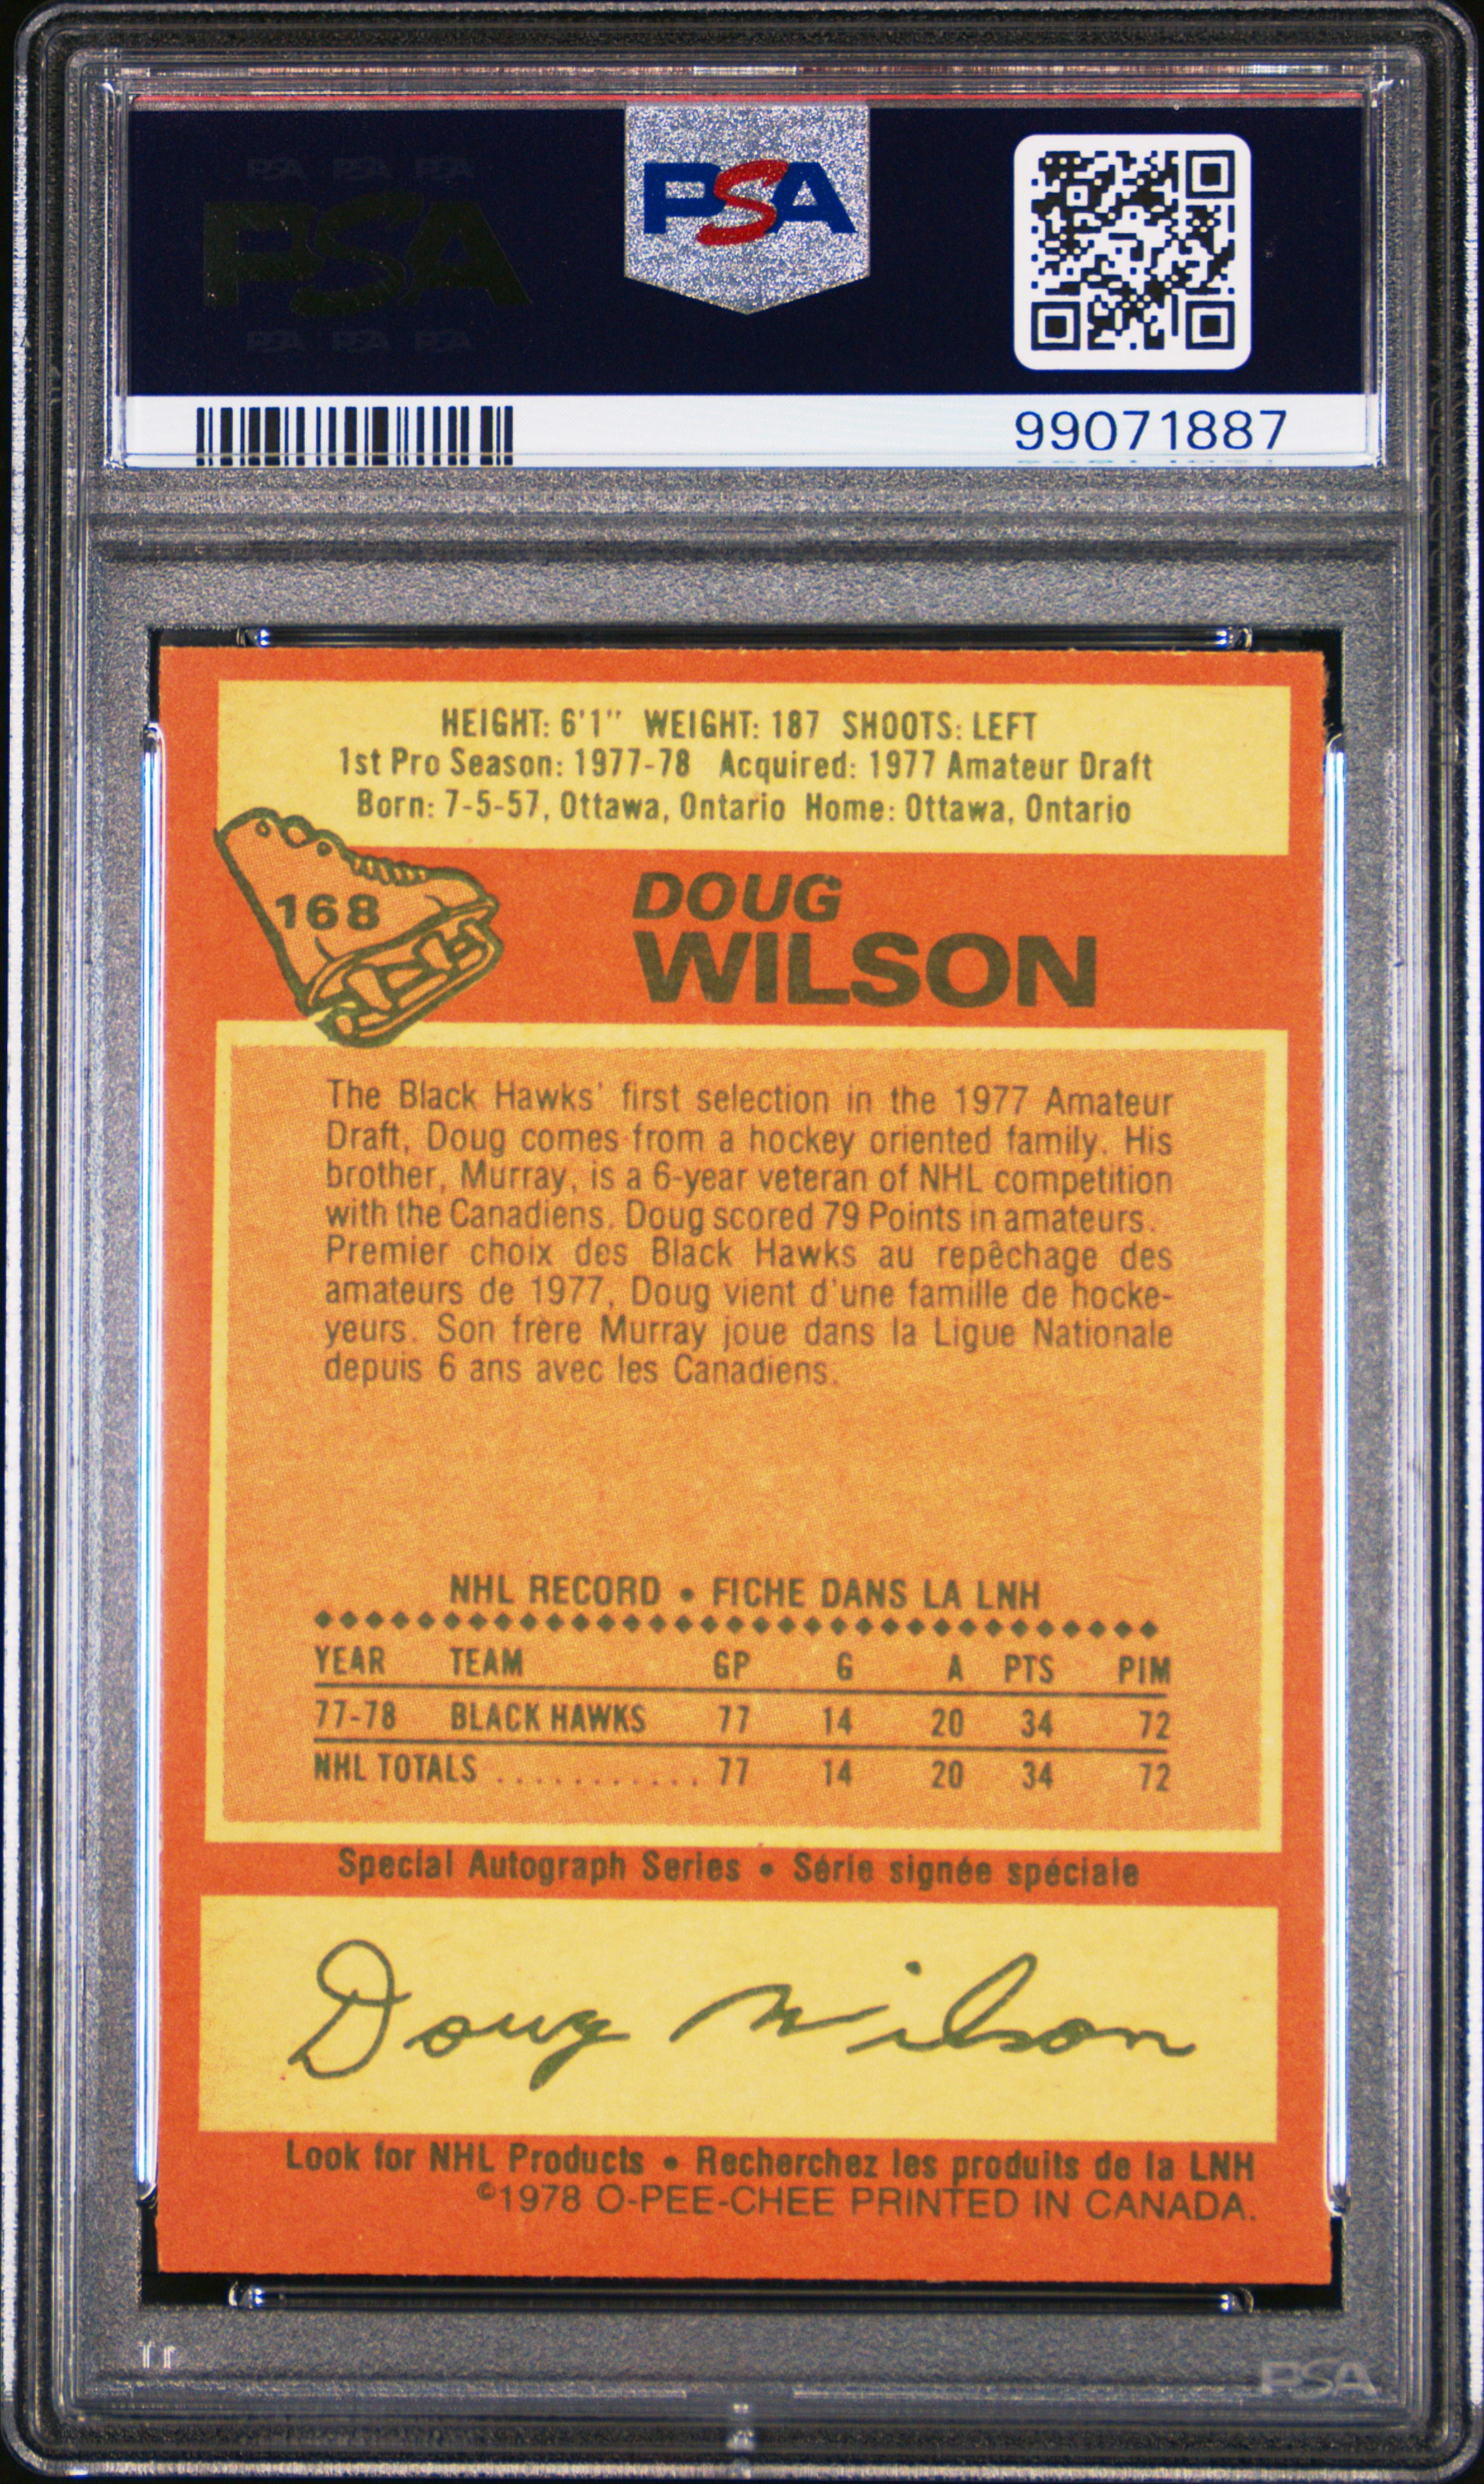 PSA PSA PSA
PSA
PSA PSA PSA
PSA
99071887
HEIGHT: 6'1" WEIGHT: 187 SHOOTS: LEFT
1st Pro Season: 1977-78 Acquired: 1977 Amateur Draft
Born: 7-5-57, Ottawa, Ontario Home: Ottawa, Ontario
168
DOUG
WILSON
The Black Hawks' first selection in the 1977 Amateur
Draft, Doug comes from a hockey oriented family. His
brother, Murray, is a 6-year veteran of NHL competition
with the Canadiens. Doug scored 79 Points in amateurs.
Premier choix des Black Hawks au repêchage des
amateurs de 1977, Doug vient d'une famille de hocke-
yeurs. Son frère Murray joue dans la Ligue Nationale
depuis 6 ans avec les Canadiens.
NHL RECORD • FICHE DANS LA LNH
YEAR TEAM GP G A PTS PIM
77-78 BLACK HAWKS 77 14 20 34 72
NHL TOTALS ............ 77 14 20 34 72
Special Autograph Series • Série signée spéciale
Doug Wilson
Look for NHL Products • Recherchez les produits de la LNH
©1978 O-PEE-CHEE PRINTED IN CANADA.
PSA